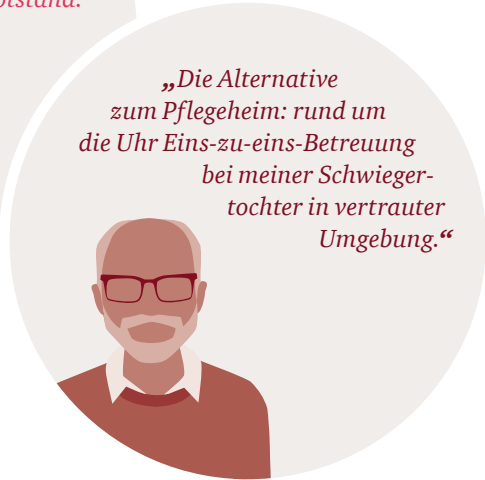 „Die Alternative
zum Pflegeheim: rund um
die Uhr Eins-zu-eins-Betreuung
bei meiner Schwieger-
tochter in vertrauter
Umgebung.“